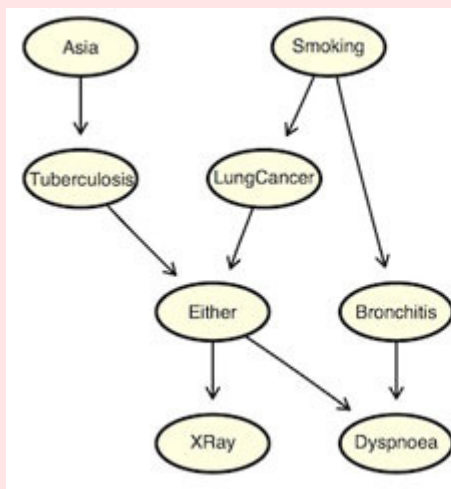 Asia
Smoking
Tuberculosis
LungCancer
Either
Bronchitis
XRay
Dyspnoea